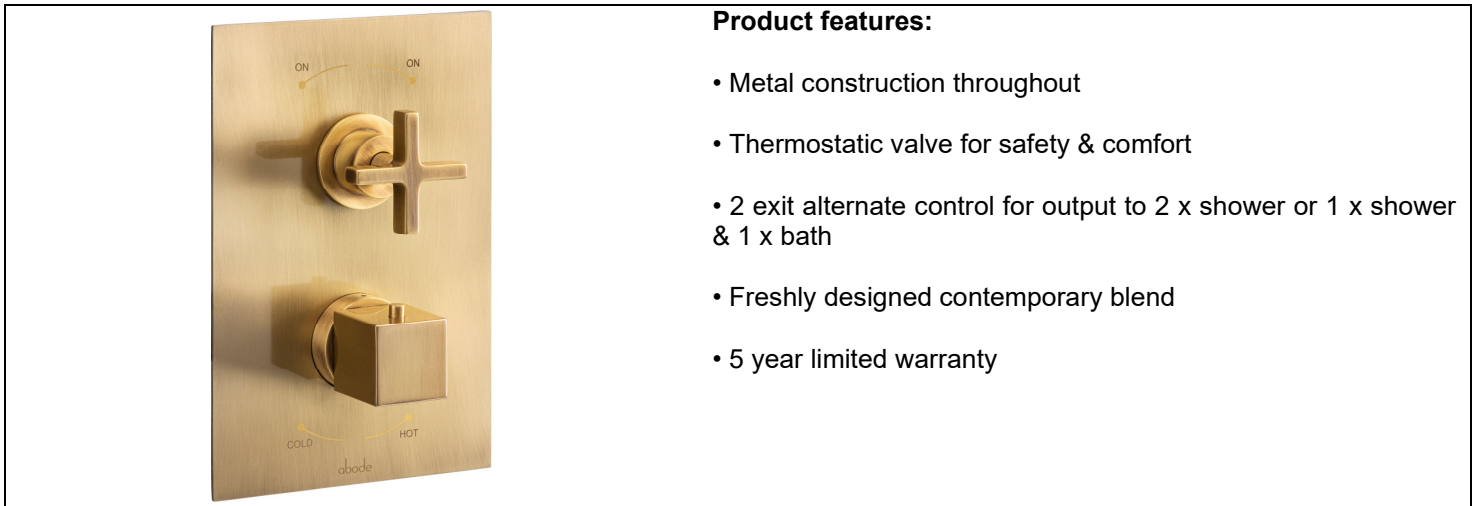 Product features:
ON
ON
• Metal construction throughout
• Thermostatic valve for safety & comfort
• 2 exit alternate control for output to 2 x shower or 1 x shower
& 1 x bath
• Freshly designed contemporary blend
• 5 year limited warranty
COLD
HOT
abode